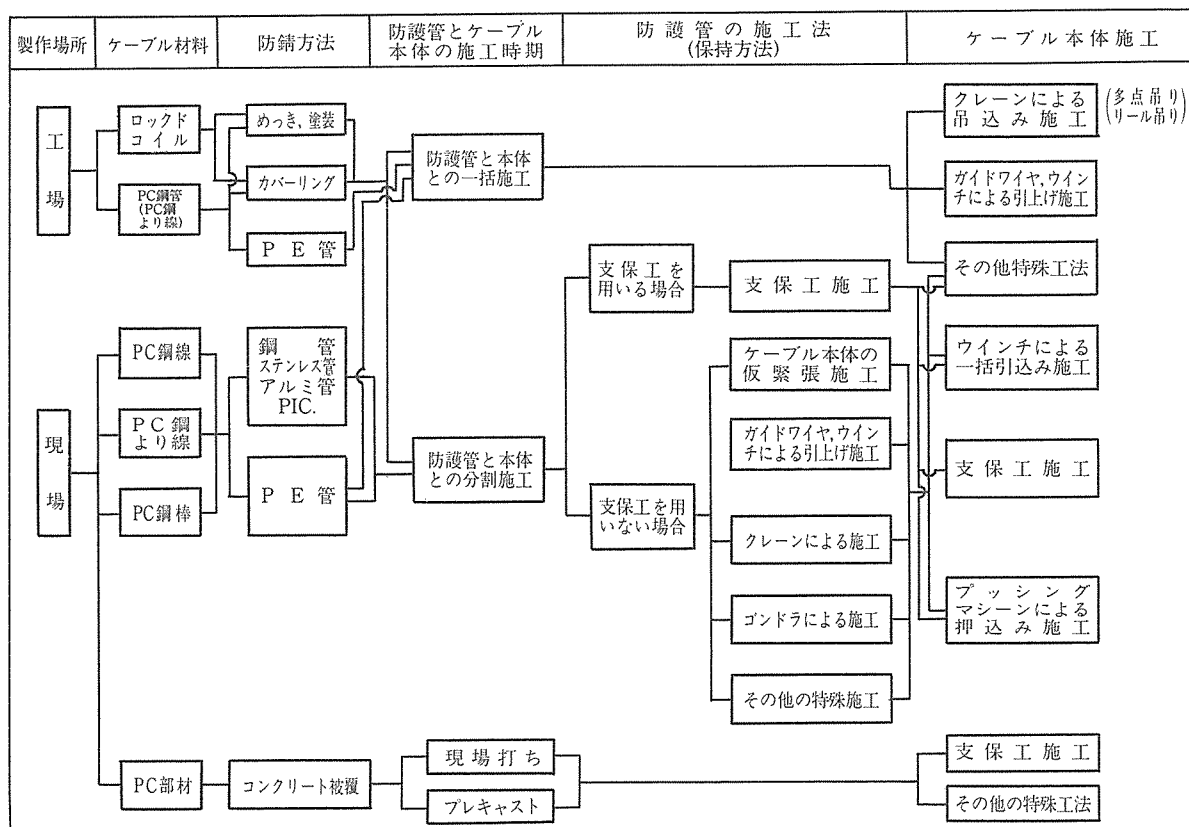 製作場所
ケーブル材料
防錆方法
防護管とケーブル
本体の施工時期
防護管の施工法
(保持方法)
ケーブル本体施工
工場
ロックド
コイル
PC鋼管
(PC鋼
より線)
めっき,塗装
カバーリング
PE管
防護管と本体
との一括施工
クレーンによる
吊込み施工
(多点吊り
リール吊り)
ガイドワイヤ,ウイン
チによる引上げ施工
その他特殊工法
現場
PC鋼線
PC鋼
より線
PC鋼棒
鋼管
ステンレス管
アルミ管
PIC.
PE管
防護管と本体
との分割施工
支保工を
用いる場合
支保工施工
支保工を用
いない場合
ケーブル本体の
仮緊張施工
ガイドワイヤ,ウイン
チによる引上げ施工
クレーンによる施工
ゴンドラによる施工
その他の特殊施工
ウインチによる
一括引込み施工
支保工施工
プッシング
マシーンによる
押込み施工
PC部材
コンクリート被覆
現場打ち
プレキャスト
支保工施工
その他の特殊工法